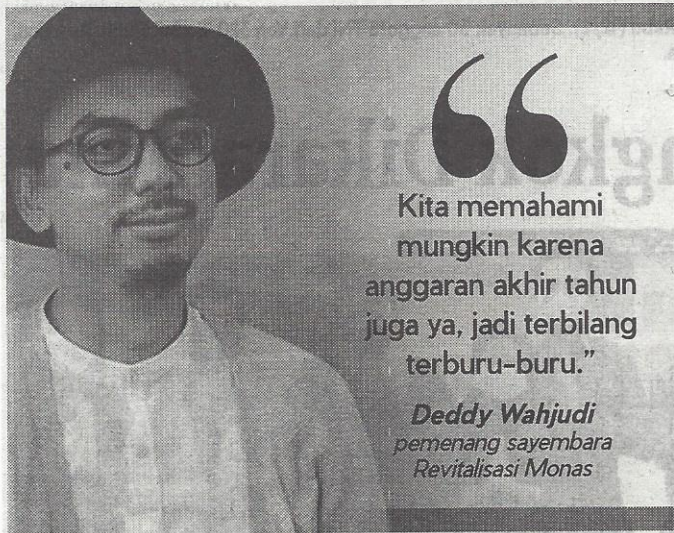 “
Kita memahami
mungkin karena
anggaran akhir tahun
juga ya, jadi terbilang
terburu-buru.”
Deddy Wahjudi
pemenang sayembara
Revitalisasi Monas